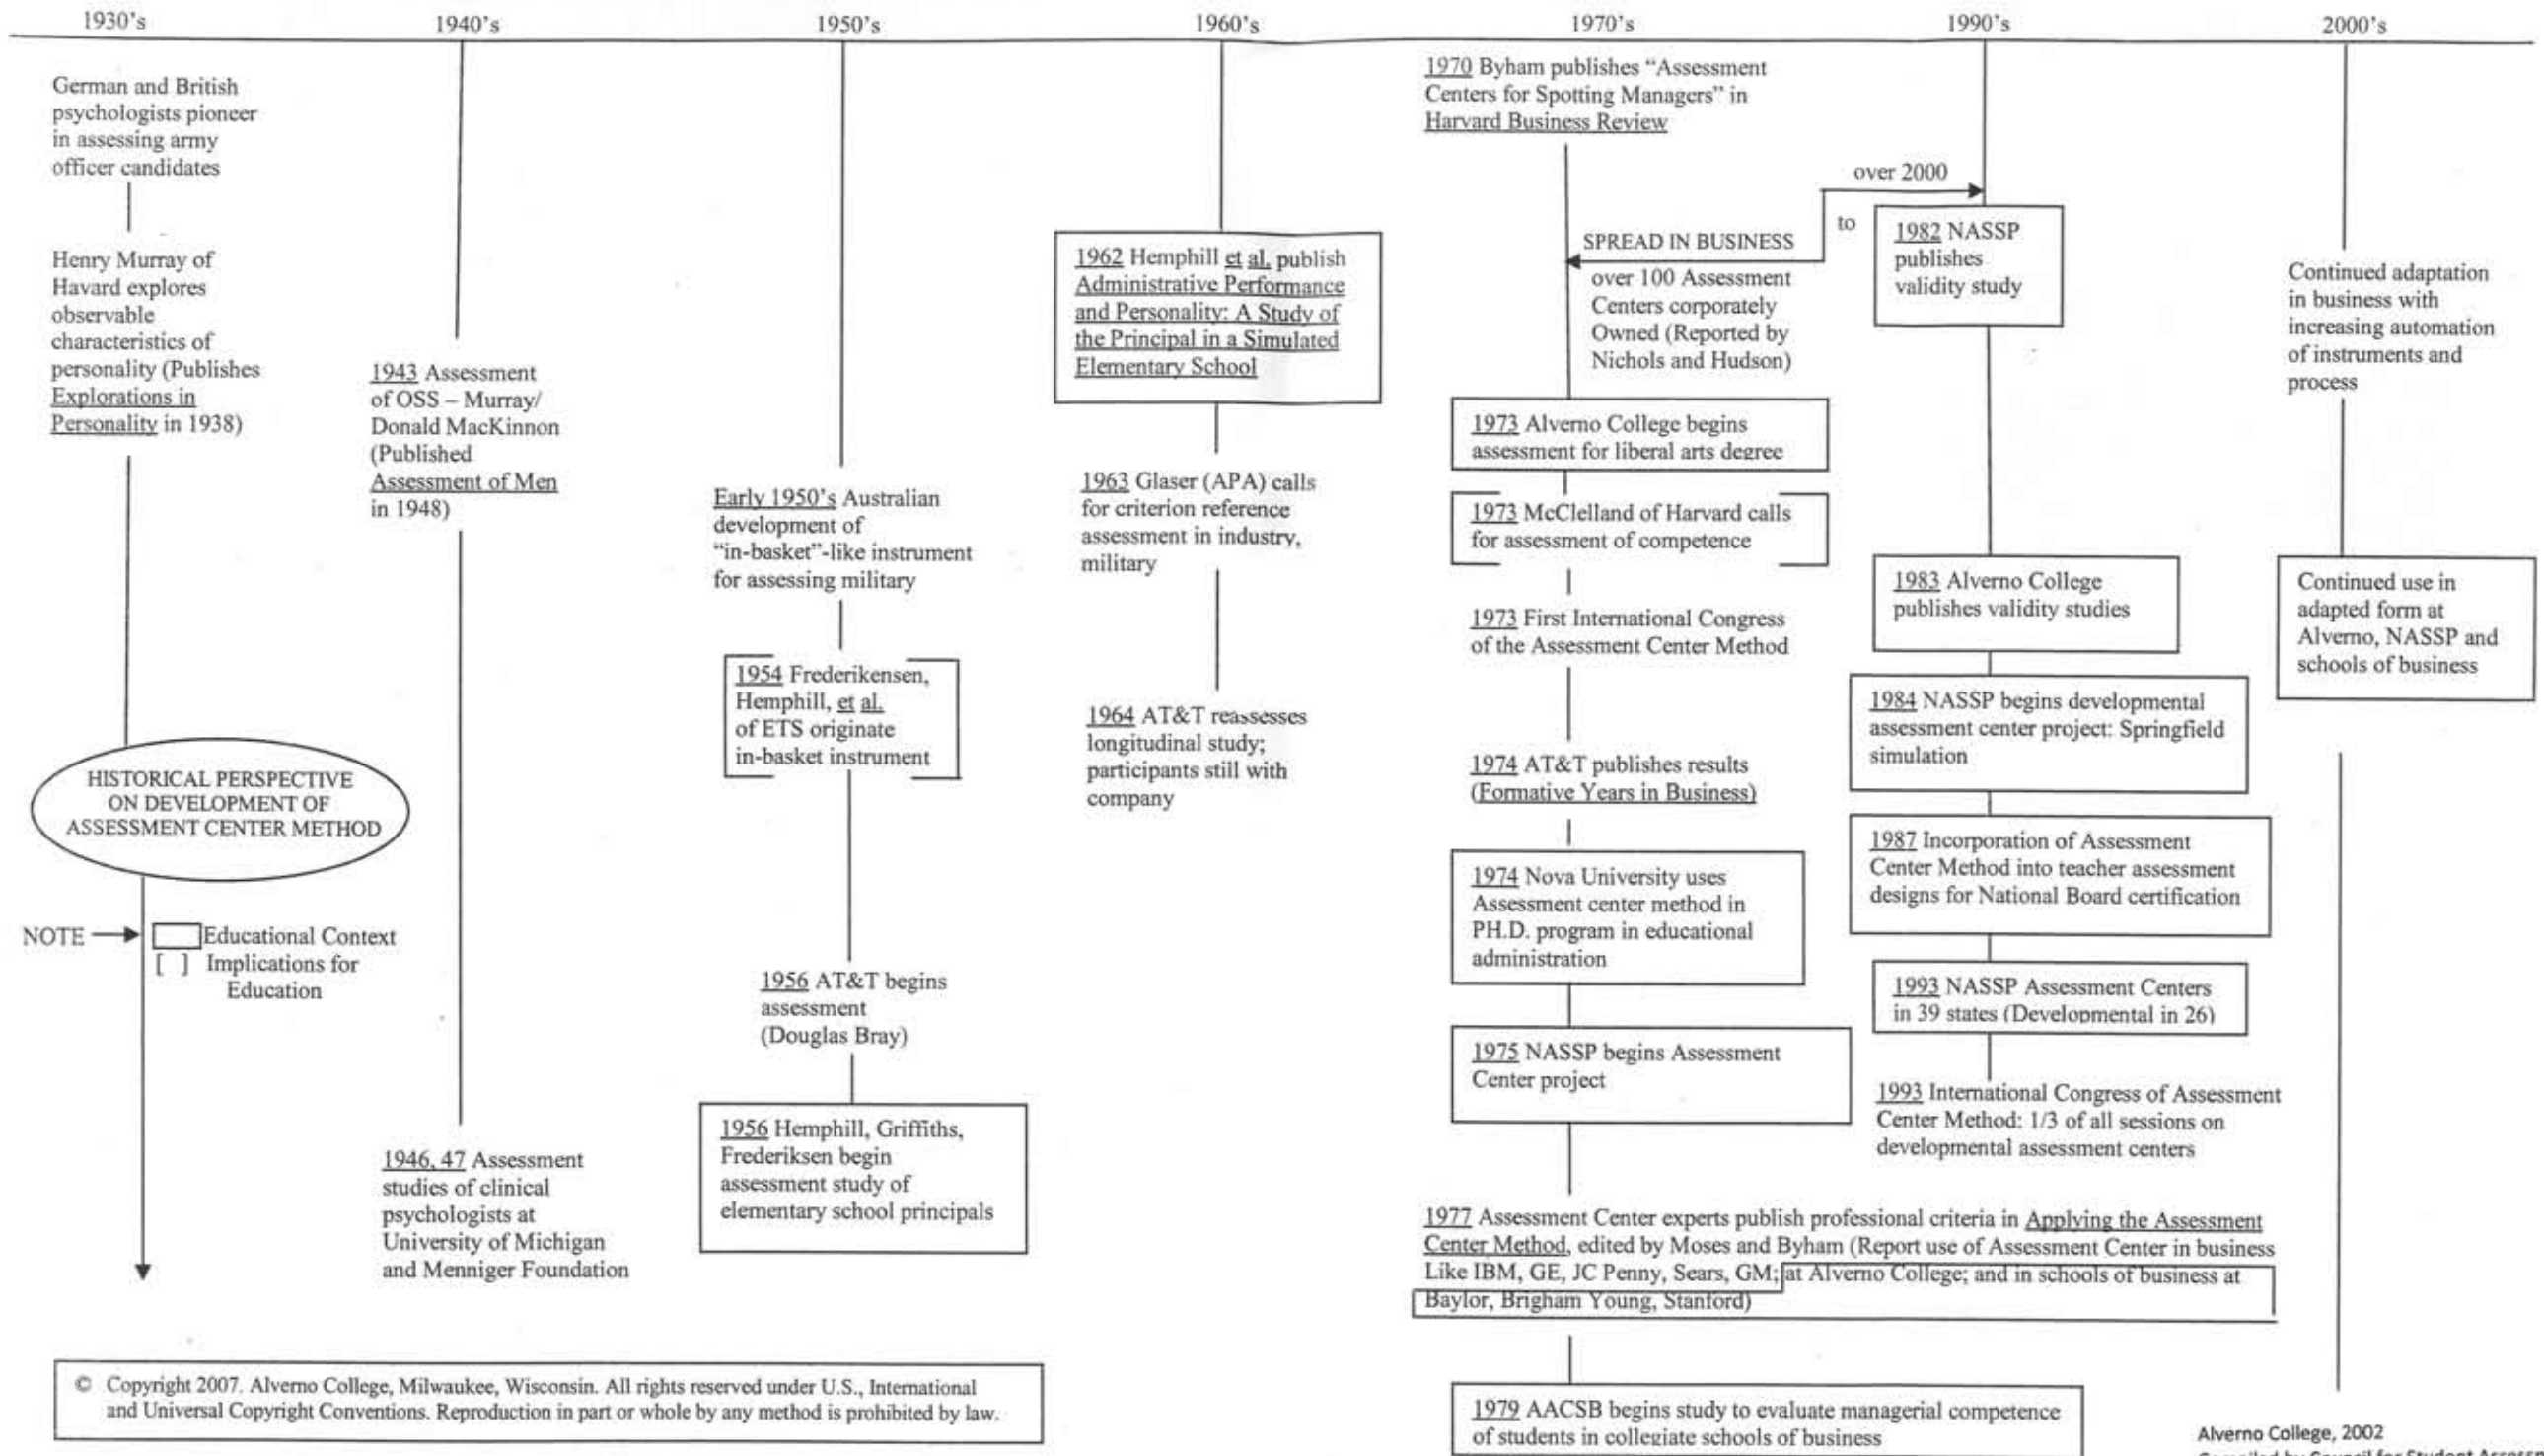 1930's
1940's
1950's
1960's
1970's
1990's
2000's
German and British
psychologists pioneer
in assessing army
officer candidates
Henry Murray of
Havard explores
observable
characteristics of
personality (Publishes
Explorations in
Personality in 1938)
HISTORICAL PERSPECTIVE
ON DEVELOPMENT OF
ASSESSMENT CENTER METHOD
NOTE
Educational Context
[ ] Implications for
Education
1943 Assessment
of OSS – Murray/
Donald MacKinnon
(Published
Assessment of Men
in 1948)
1946, 47 Assessment
studies of clinical
psychologists at
University of Michigan
and Menniger Foundation
Early 1950's Australian
development of
"in-basket"-like instrument
for assessing military
1954 Frederikensen,
Hemphill, et al.
of ETS originate
in-basket instrument
1956 AT&T begins
assessment
(Douglas Bray)
1956 Hemphill, Griffiths,
Frederiksen begin
assessment study of
elementary school principals
1962 Hemphill et al. publish
Administrative Performance
and Personality: A Study of
the Principal in a Simulated
Elementary School
1963 Glaser (APA) calls
for criterion reference
assessment in industry,
military
1964 AT&T reassesses
longitudinal study;
participants still with
company
1970 Byham publishes "Assessment
Centers for Spotting Managers" in
Harvard Business Review
over 2000
to
SPREAD IN BUSINESS
over 100 Assessment
Centers corporately
Owned (Reported by
Nichols and Hudson)
1973 Alverno College begins
assessment for liberal arts degree
1973 McClelland of Harvard calls
for assessment of competence
1973 First International Congress
of the Assessment Center Method
1974 AT&T publishes results
(Formative Years in Business)
1974 Nova University uses
Assessment center method in
PH.D. program in educational
administration
1975 NASSP begins Assessment
Center project
1977 Assessment Center experts publish professional criteria in Applying the Assessment
Center Method, edited by Moses and Byham (Report use of Assessment Center in business
Like IBM, GE, JC Penny, Sears, GM; at Alverno College; and in schools of business at
Baylor, Brigham Young, Stanford)
1979 AACSB begins study to evaluate managerial competence
of students in collegiate schools of business
1982 NASSP
publishes
validity study
1983 Alverno College
publishes validity studies
1984 NASSP begins developmental
assessment center project: Springfield
simulation
1987 Incorporation of Assessment
Center Method into teacher assessment
designs for National Board certification
1993 NASSP Assessment Centers
in 39 states (Developmental in 26)
1993 International Congress of Assessment
Center Method: 1/3 of all sessions on
developmental assessment centers
Continued adaptation
in business with
increasing automation
of instruments and
process
Continued use in
adapted form at
Alverno, NASSP and
schools of business
© Copyright 2007. Alverno College, Milwaukee, Wisconsin. All rights reserved under U.S., International
and Universal Copyright Conventions. Reproduction in part or whole by any method is prohibited by law.
Alverno College, 2002
Compiled by Council for Student